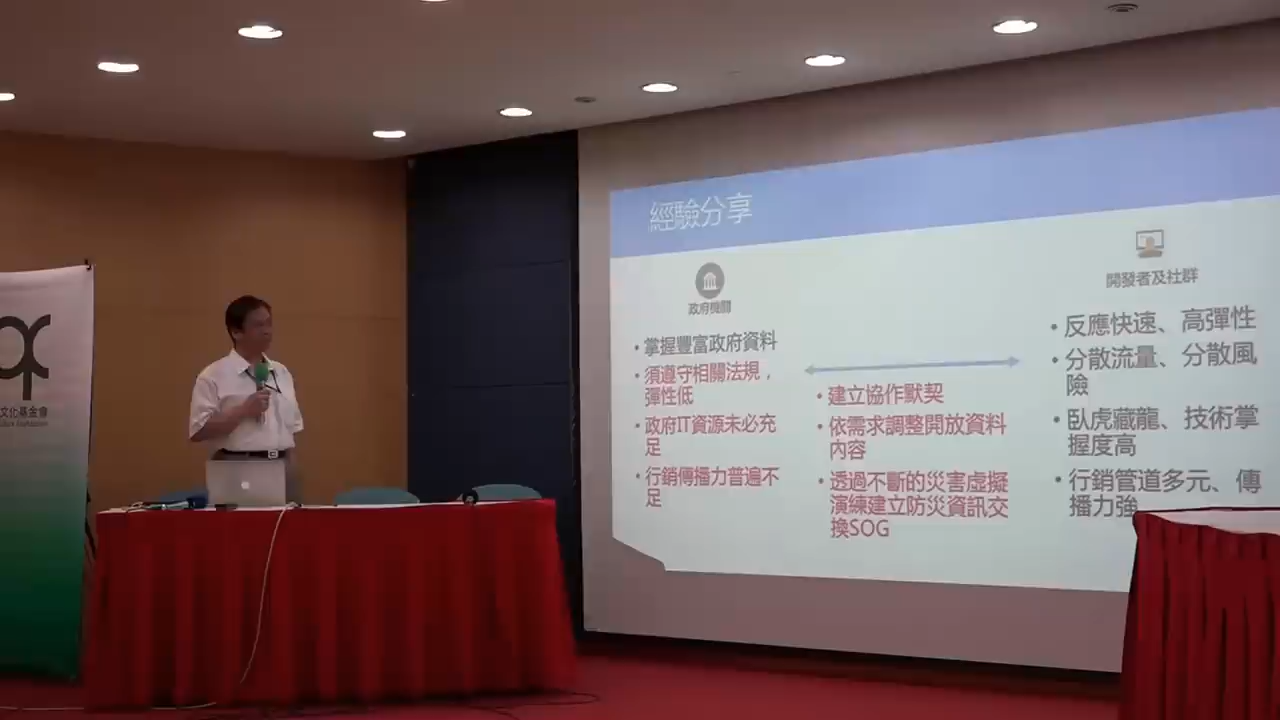 經驗分享
政府機關
• 掌握豐富政府資料
• 須遵守相關法規，
彈性低
• 政府IT資源未必充
足
• 行銷傳播力普遍不
足
• 建立協作默契
• 依需求調整開放資料
內容
• 透過不斷的災害虛擬
演練建立防災資訊交
換SOG
開發者及社群
• 反應快速、高彈性
• 分散流量、分散風
險
• 臥虎藏龍、技術掌
握度高
• 行銷管道多元、傳
播力強
文化基金會